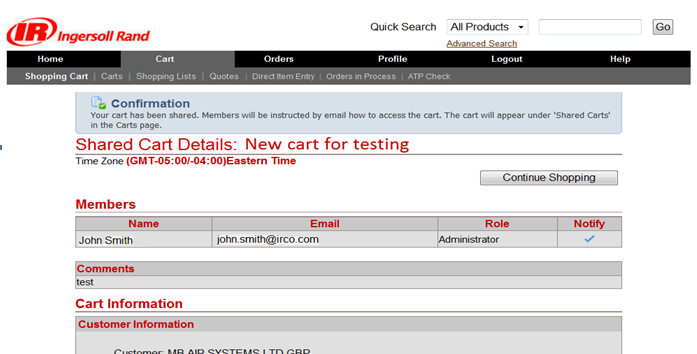 IR Ingersoll Rand
Quick Search All Products Go
Advanced Search
Home Cart Orders Profile Logout Help
Shopping Cart | Carts | Shopping Lists | Quotes | Direct Item Entry | Orders in Process | ATP Check
Confirmation
Your cart has been shared. Members will be instructed by email how to access the cart. The cart will appear under 'Shared Carts'
in the Carts page.
Shared Cart Details: New cart for testing
Time Zone (GMT-05:00/-04:00)Eastern Time
Continue Shopping
Members
Name Email Role Notify
John Smith john.smith@irco.com Administrator
Comments
test
Cart Information
Customer Information
Customer: MB AIR SYSTEMS LTD GBP